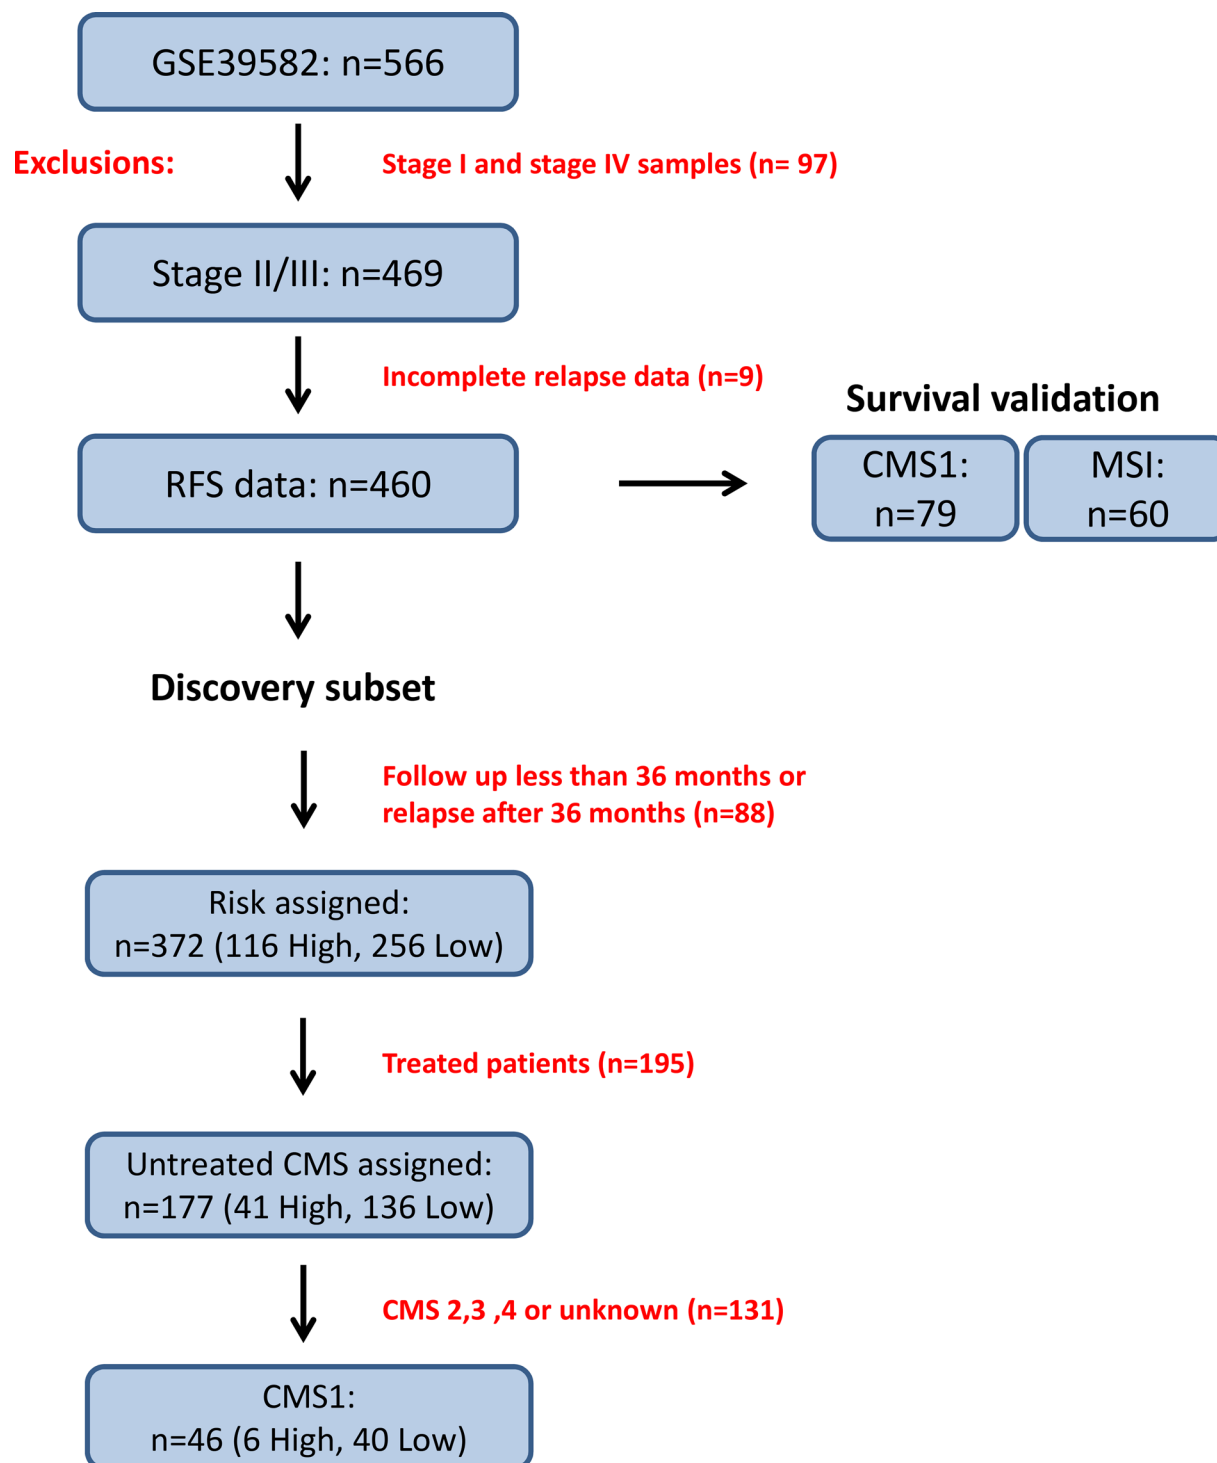 GSE39582: n=566
Exclusions:
Stage I and stage IV samples (n= 97)
Stage II/III: n=469
Incomplete relapse data (n=9)
Survival validation
RFS data: n=460
CMS1:
n=79
MSI:
n=60
Discovery subset
Follow up less than 36 months or
relapse after 36 months (n=88)
Risk assigned:
n=372 (116 High, 256 Low)
Treated patients (n=195)
Untreated CMS assigned:
n=177 (41 High, 136 Low)
CMS 2,3 ,4 or unknown (n=131)
CMS1:
n=46 (6 High, 40 Low)